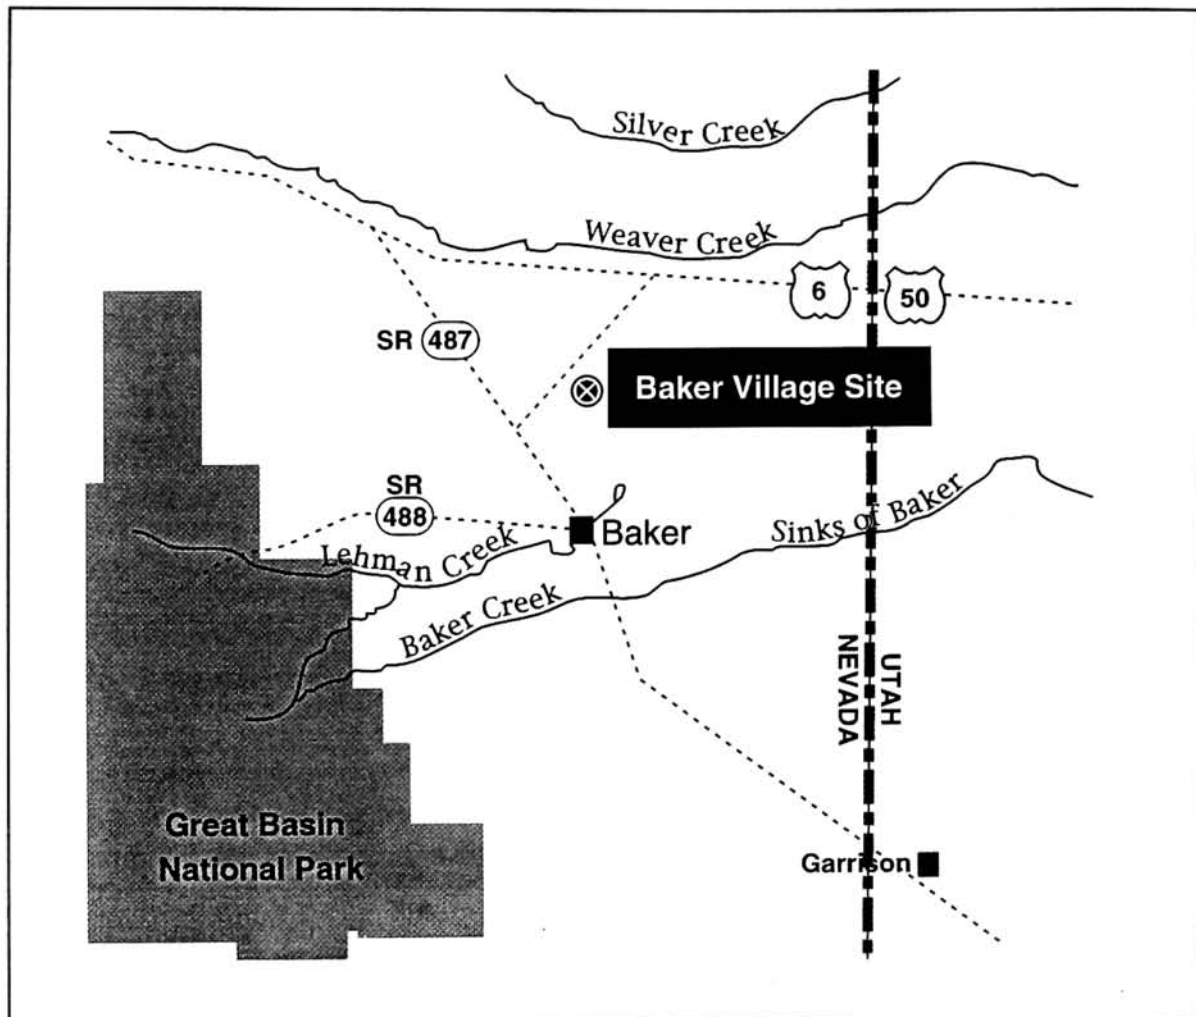 Silver Creek
Weaver Creek
6
50
SR 487
Baker Village Site
SR
488
Baker
Sinks of Baker
Lehman Creek
Baker Creek
NEVADA
UTAH
Great Basin
National Park
Garrison